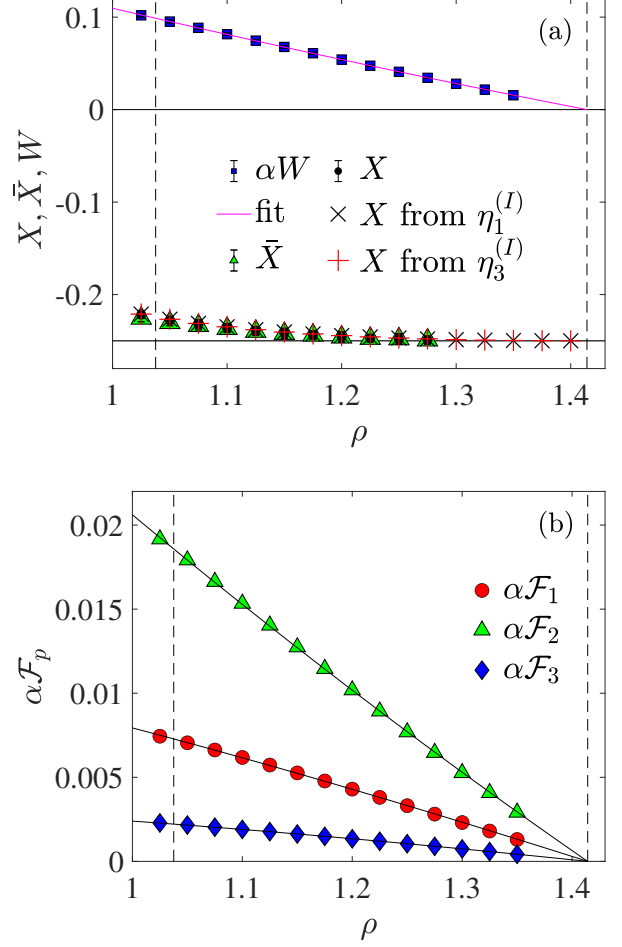 0.1
(a)
0
X, X̄, W
-0.1
αW
X
fit
X from η₁⁽ᴵ⁾
X̄
X from η₃⁽ᴵ⁾
-0.2
1 1.1 1.2 1.3 1.4
ρ
0.02
(b)
αℱ₁
0.015
αℱ₂
αℱ₃
αℱₚ
0.01
0.005
0
1 1.1 1.2 1.3 1.4
ρ